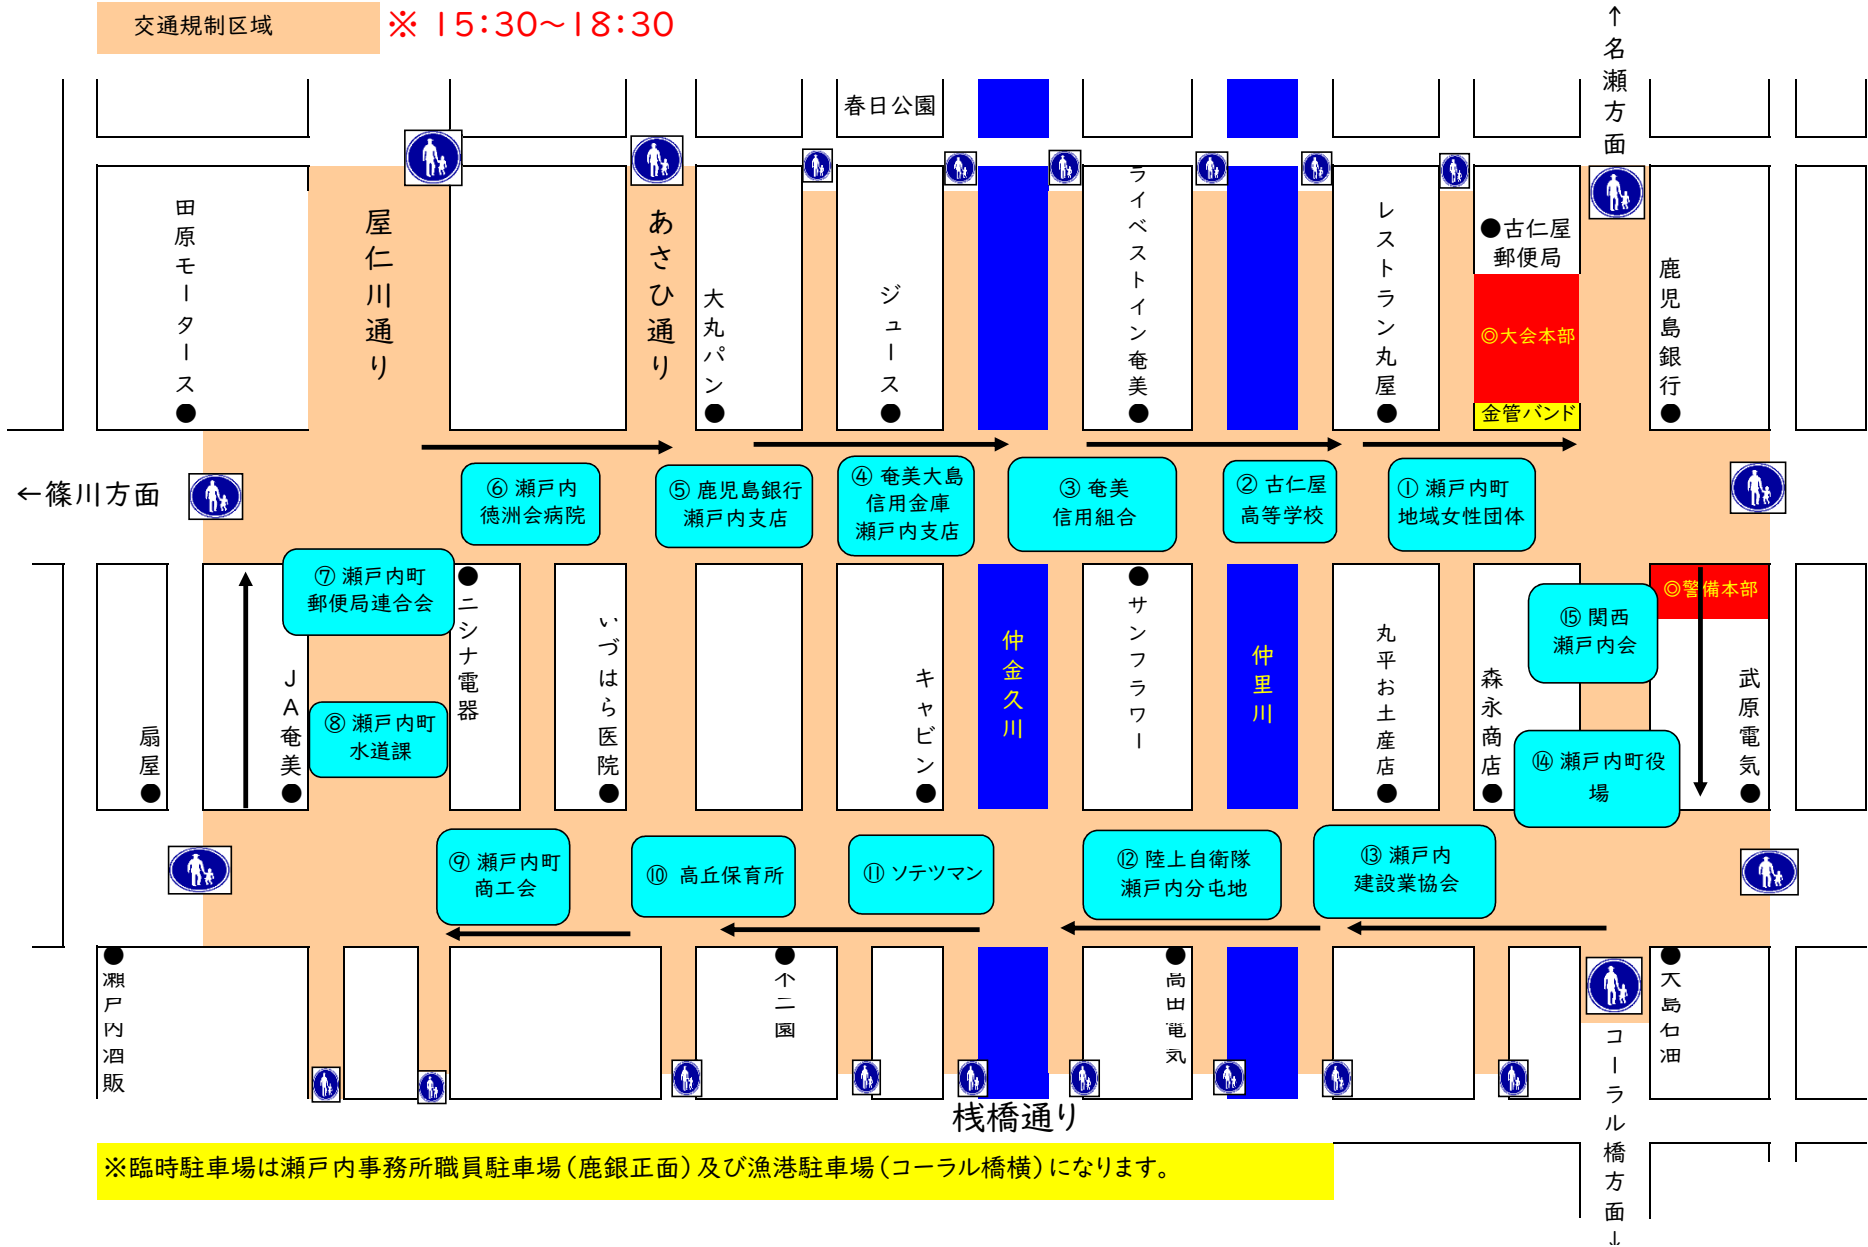 交通規制区域
※ 15:30～18:30
↑名瀬方面
春日公園
田原モータース●
屋仁川通り
あさひ通り
大丸パン●
ジュース●
ライベストイン奄美●
レストラン丸屋●
●古仁屋
郵便局
◎大会本部
金管バンド
鹿児島銀行●
←篠川方面
⑥ 瀬戸内
徳洲会病院
⑤ 鹿児島銀行
瀬戸内支店
④ 奄美大島
信用金庫
瀬戸内支店
③ 奄美
信用組合
② 古仁屋
高等学校
① 瀬戸内町
地域女性団体
⑦ 瀬戸内町
郵便局連合会
●ニシナ電器
いづはら医院●
キャビン●
仲金久川
●サンフラワー
仲里川
丸平お土産店●
森永商店●
⑮ 関西
瀬戸内会
◎警備本部
武原電気●
扇屋●
JA奄美●
⑧ 瀬戸内町
水道課
⑭ 瀬戸内町役
場
⑨ 瀬戸内町
商工会
⑩ 高丘保育所
⑪ ソテツマン
⑫ 陸上自衛隊
瀬戸内分屯地
⑬ 瀬戸内
建設業協会
●瀬戸内酒販
●不二園
●高田電気
●大島石油
コーラル橋方面↓
桟橋通り
※臨時駐車場は瀬戸内事務所職員駐車場(鹿銀正面)及び漁港駐車場(コーラル橋横)になります。